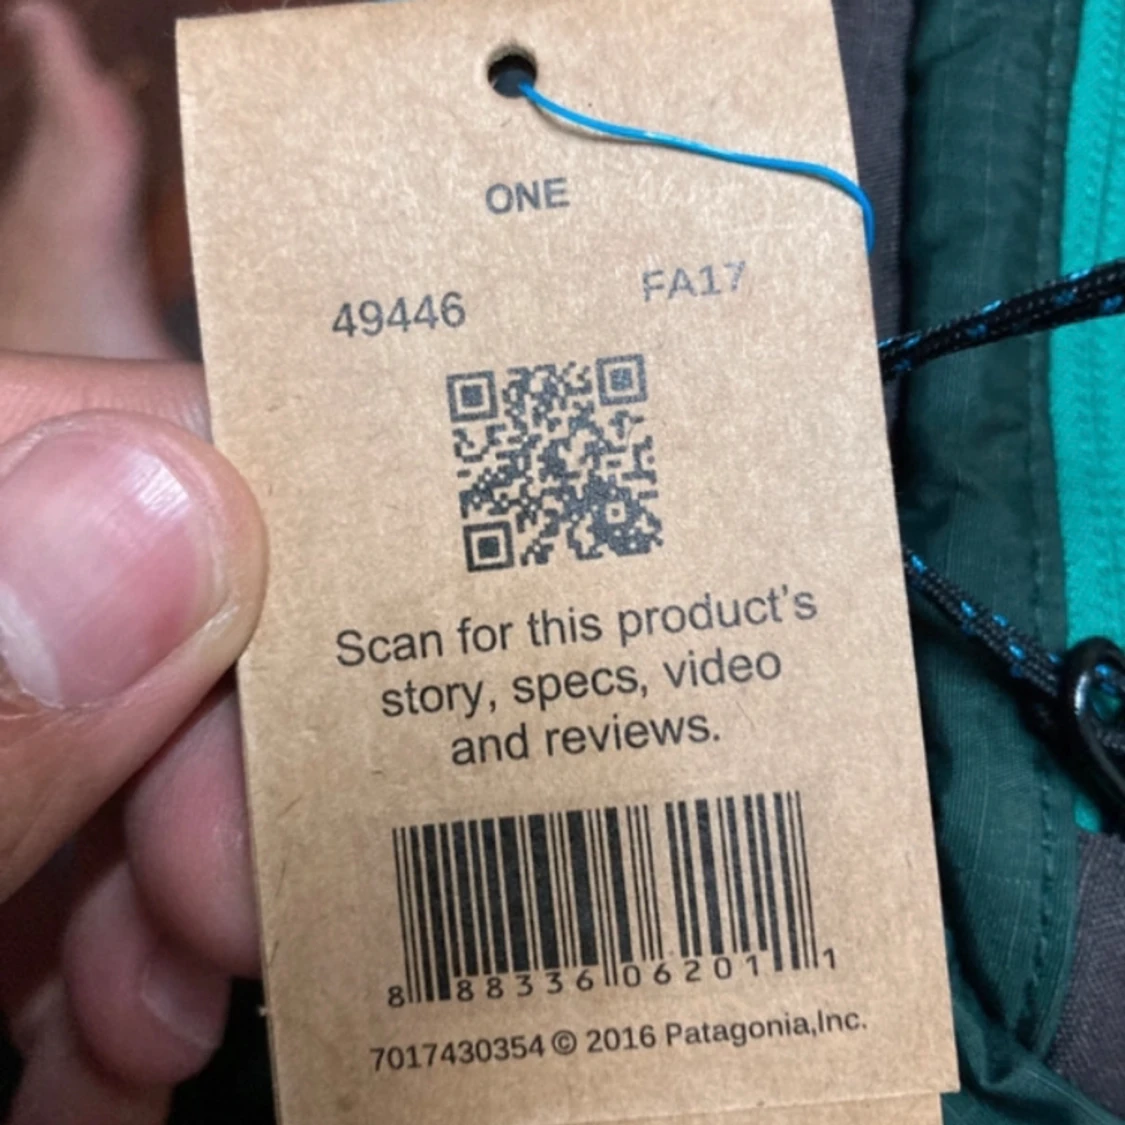 ONE
49446 FA17
Scan for this product's
story, specs, video
and reviews.
8 88336 06201 1
7017430354 © 2016 Patagonia,Inc.